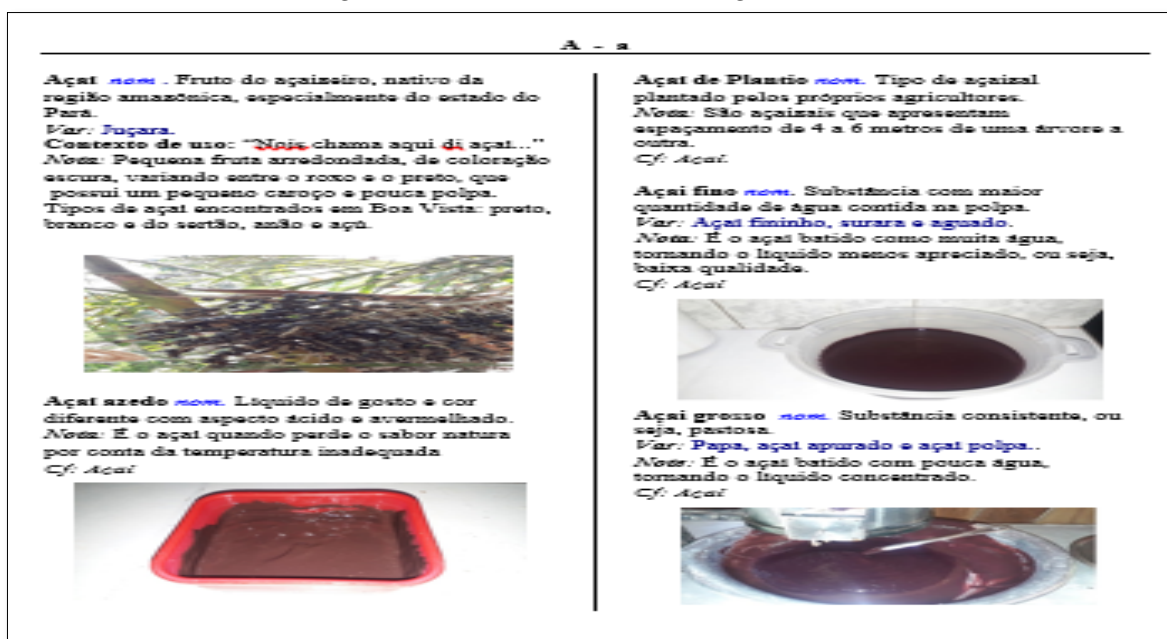 A - a
Açaí nom . Fruto do açaizeiro, nativo da
região amazônica, especialmente do estado do
Pará.
Var: Juçara.
Contexto de uso: “Nois chama aqui di açaí...”
Nota: Pequena fruta arredondada, de coloração
escura, variando entre o roxo e o preto, que
possui um pequeno caroço e pouca polpa.
Tipos de açaí encontrados em Boa Vista: preto,
branco e do sertão, anão e açú.
Açaí azedo nom. Líquido de gosto e cor
diferente com aspecto ácido e avermelhado.
Nota: É o açaí quando perde o sabor natura
por conta da temperatura inadequada
Cf: Açaí
Açaí de Plantio nom. Tipo de açaizal
plantado pelos próprios agricultores.
Nota: São açaizais que apresentam
espaçamento de 4 a 6 metros de uma árvore a
outra.
Cf: Açaí.
Açaí fino nom. Substância com maior
quantidade de água contida na polpa.
Var: Açaí fininho, surara e aguado.
Nota: É o açaí batido como muita água,
tornando o líquido menos apreciado, ou seja,
baixa qualidade.
Cf: Açaí
Açaí grosso nom. Substância consistente, ou
seja, pastosa.
Var: Papa, açaí apurado e açaí polpa..
Nota: É o açaí batido com pouca água,
tornando o líquido concentrado.
Cf: Açaí